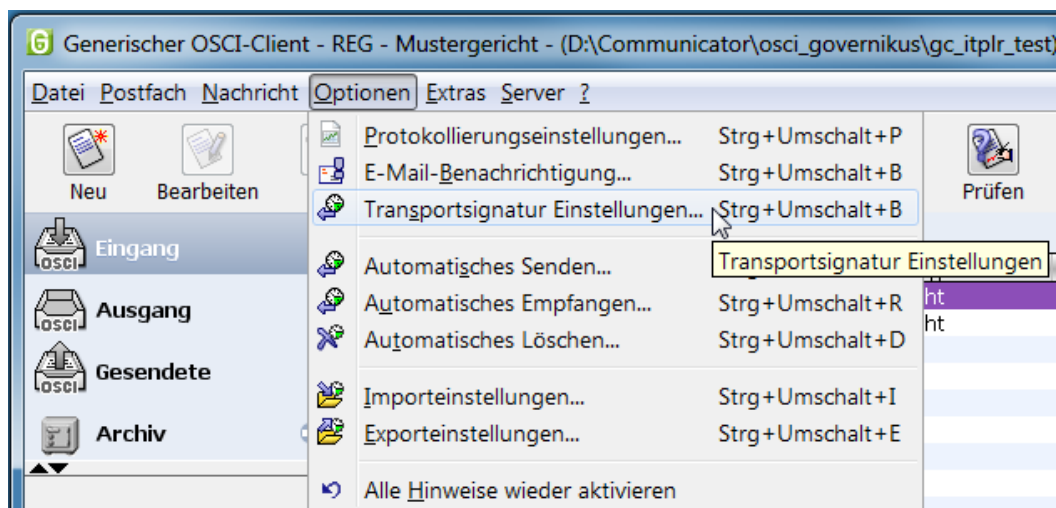 Generischer OSCI-Client - REG - Mustergericht - (D:\Communicator\osci_governikus\gc_itplr_test)
Datei Postfach Nachricht Optionen Extras Server ?
Neu
Bearbeiten
Prüfen
Protokollierungseinstellungen... Strg+Umschalt+P
E-Mail-Benachrichtigung... Strg+Umschalt+B
Transportsignatur Einstellungen... Strg+Umschalt+B
Transportsignatur Einstellungen
Automatisches Senden...
Automatisches Empfangen... Strg+Umschalt+R
Automatisches Löschen... Strg+Umschalt+D
Importeinstellungen... Strg+Umschalt+I
Exporteinstellungen... Strg+Umschalt+E
Alle Hinweise wieder aktivieren
OSCI Eingang
OSCI Ausgang
OSCI Gesendete
Archiv
ht
ht